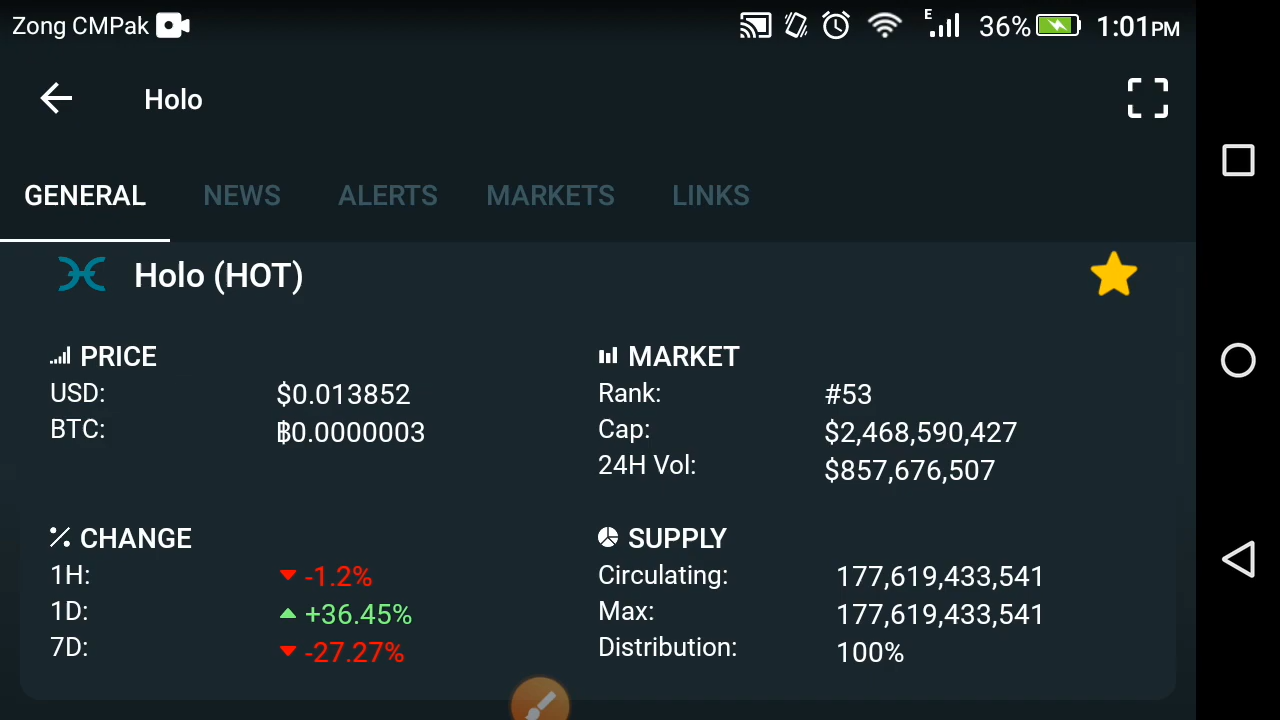 Zong CMPak E 36% 1:01PM
Holo
GENERAL NEWS ALERTS MARKETS LINKS
Holo (HOT)
PRICE
USD: $0.013852
BTC: ฿0.0000003
MARKET
Rank: #53
Cap: $2,468,590,427
24H Vol: $857,676,507
CHANGE
1H: -1.2%
1D: +36.45%
7D: -27.27%
SUPPLY
Circulating: 177,619,433,541
Max: 177,619,433,541
Distribution: 100%